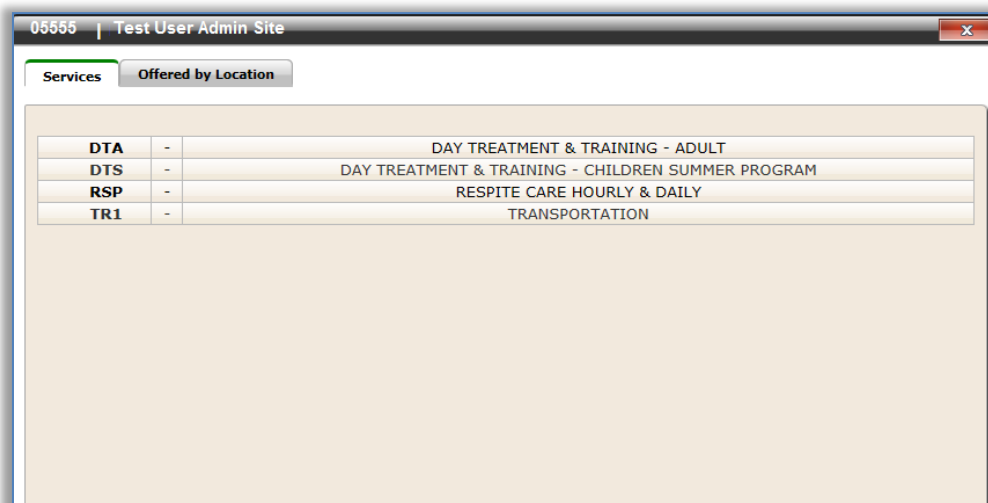 05555 | Test User Admin Site x
Services Offered by Location
DTA - DAY TREATMENT & TRAINING - ADULT
DTS - DAY TREATMENT & TRAINING - CHILDREN SUMMER PROGRAM
RSP - RESPITE CARE HOURLY & DAILY
TR1 - TRANSPORTATION